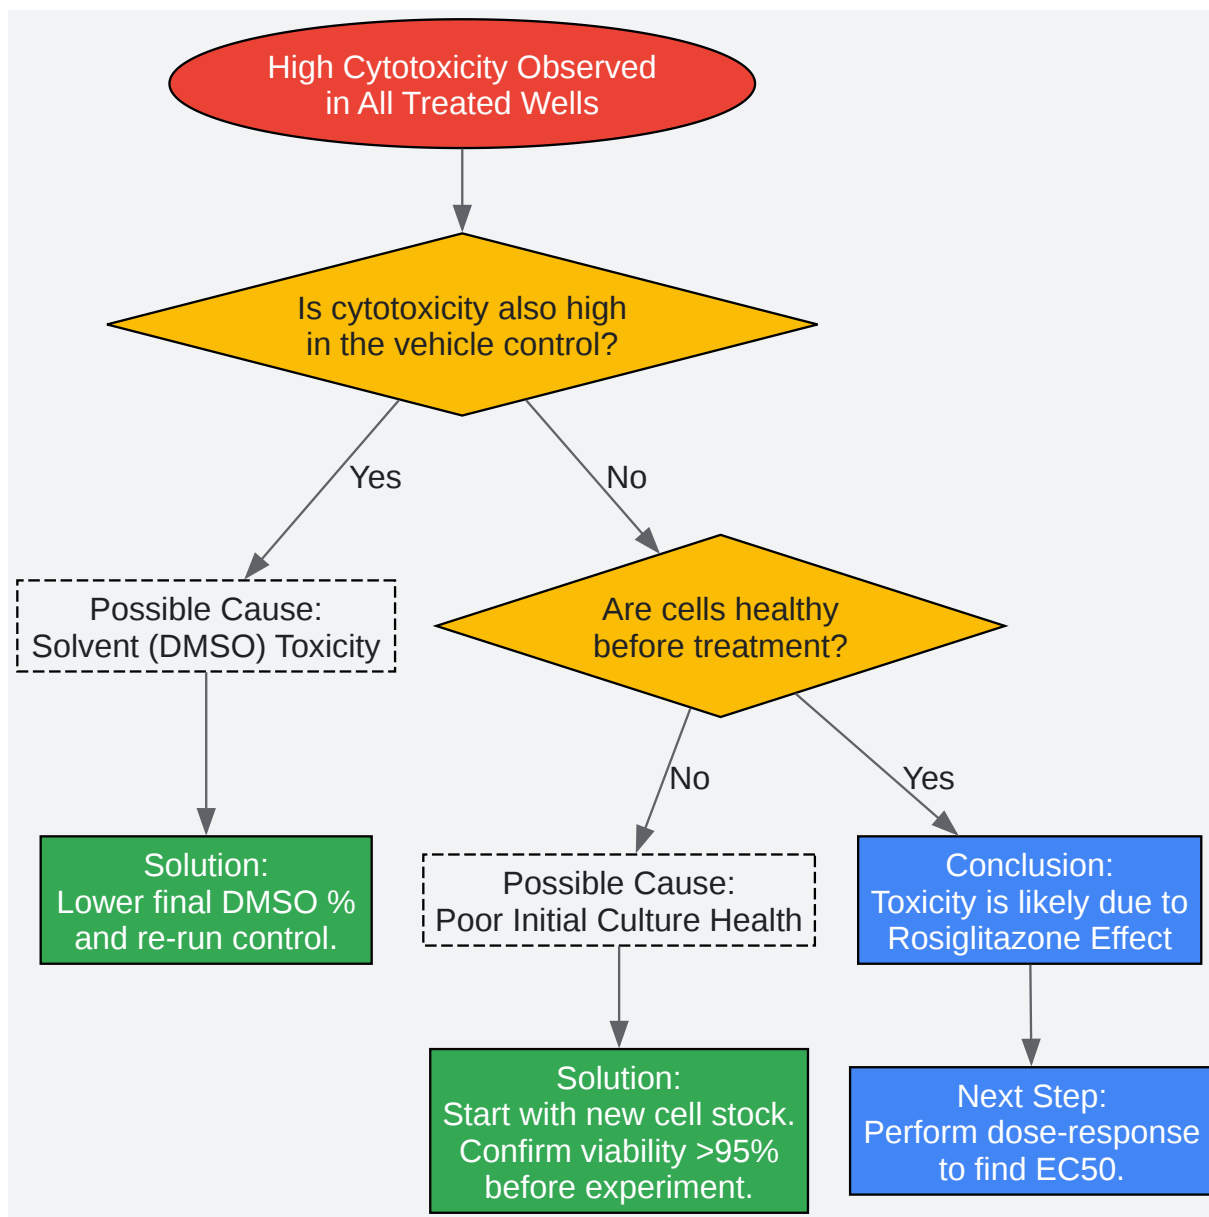 High Cytotoxicity Observed
in All Treated Wells
Is cytotoxicity also high
in the vehicle control?
Yes
No
Possible Cause:
Solvent (DMSO) Toxicity
Are cells healthy
before treatment?
No
Yes
Solution:
Lower final DMSO %
and re-run control.
Possible Cause:
Poor Initial Culture Health
Conclusion:
Toxicity is likely due to
Rosiglitazone Effect
Solution:
Start with new cell stock.
Confirm viability >95%
before experiment.
Next Step:
Perform dose-response
to find EC50.